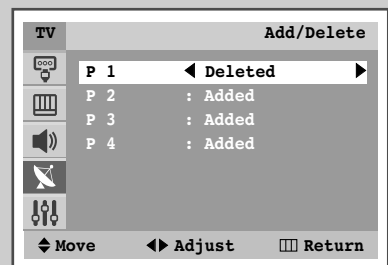 TV Add/Delete
P 1 ◀ Deleted ▶
P 2 : Added
P 3 : Added
P 4 : Added
Move Adjust Return